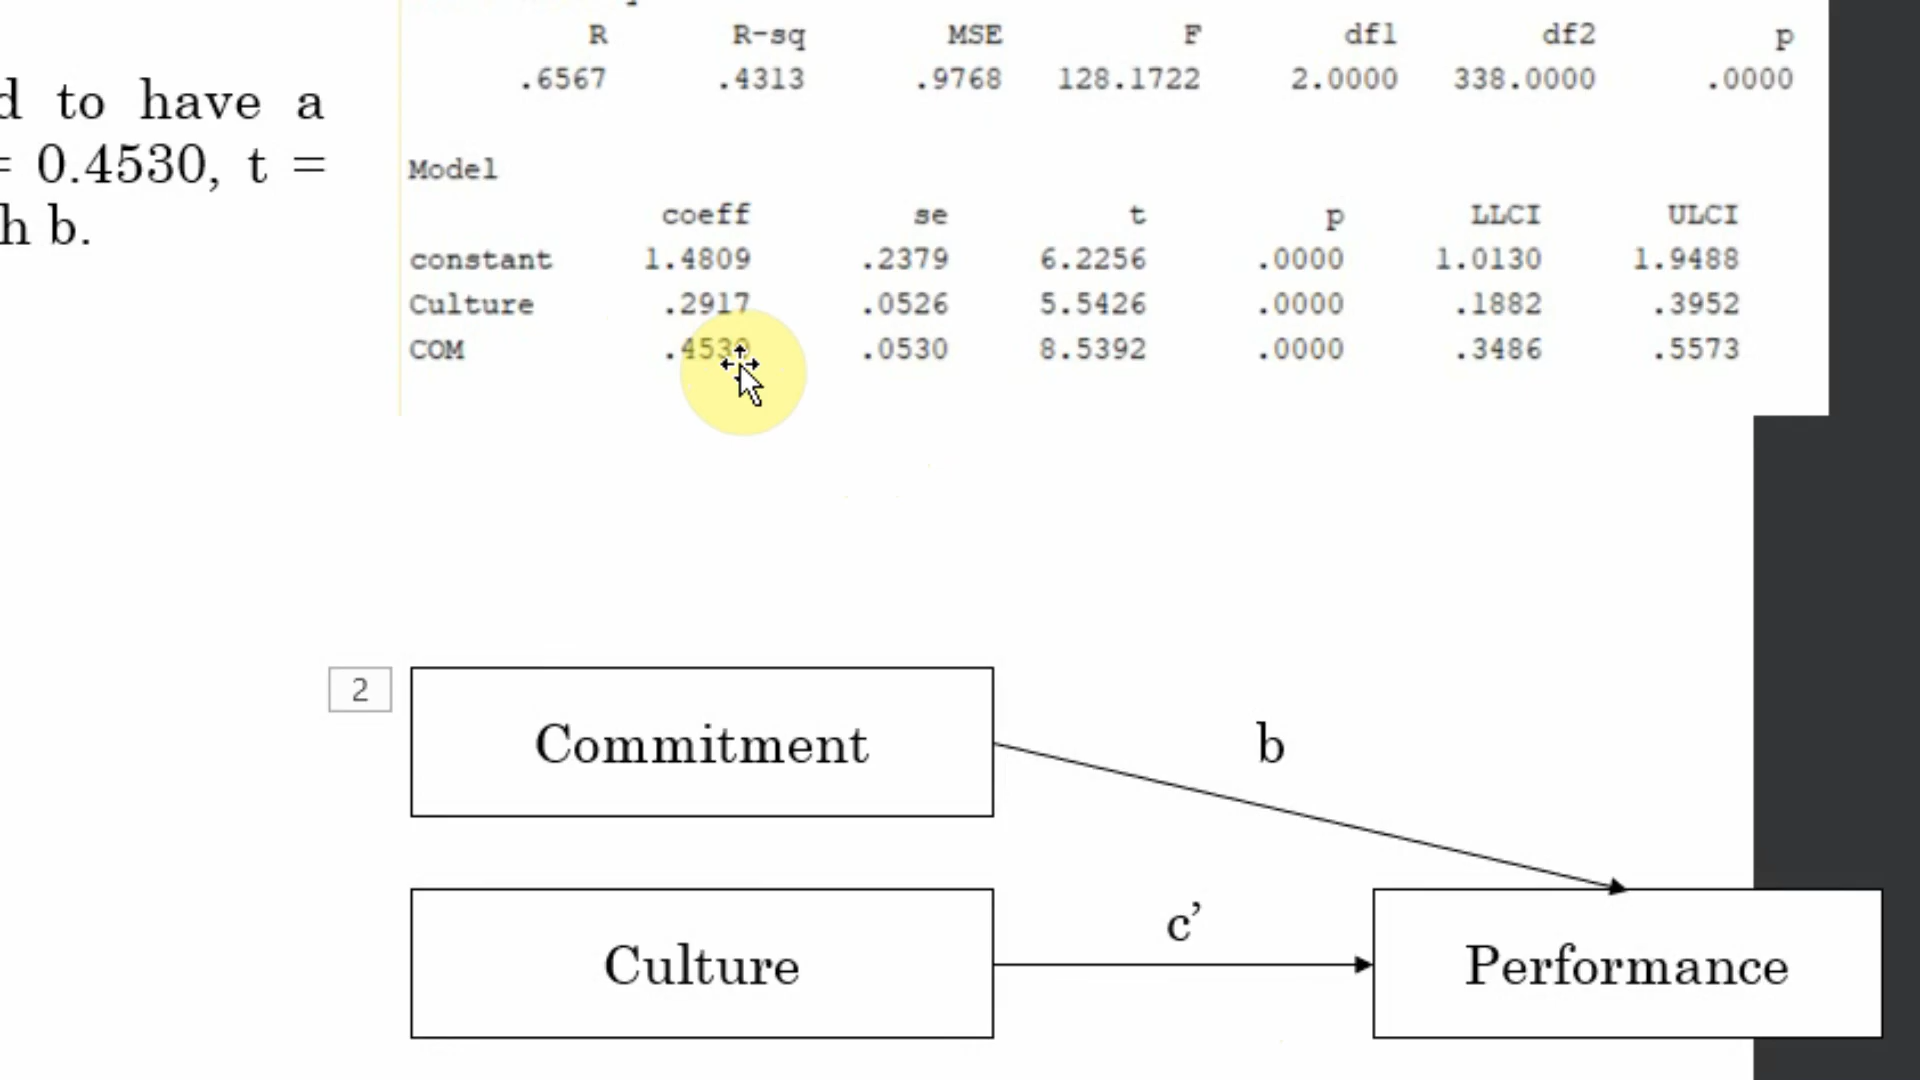 d to have a
= 0.4530, t =
h b.
R R-sq MSE F df1 df2 p
.6567 .4313 .9768 128.1722 2.0000 338.0000 .0000
Model
coeff se t p LLCI ULCI
constant 1.4809 .2379 6.2256 .0000 1.0130 1.9488
Culture .2917 .0526 5.5426 .0000 .1882 .3952
COM .4530 .0530 8.5392 .0000 .3486 .5573
2
Commitment
b
Culture
c’
Performance